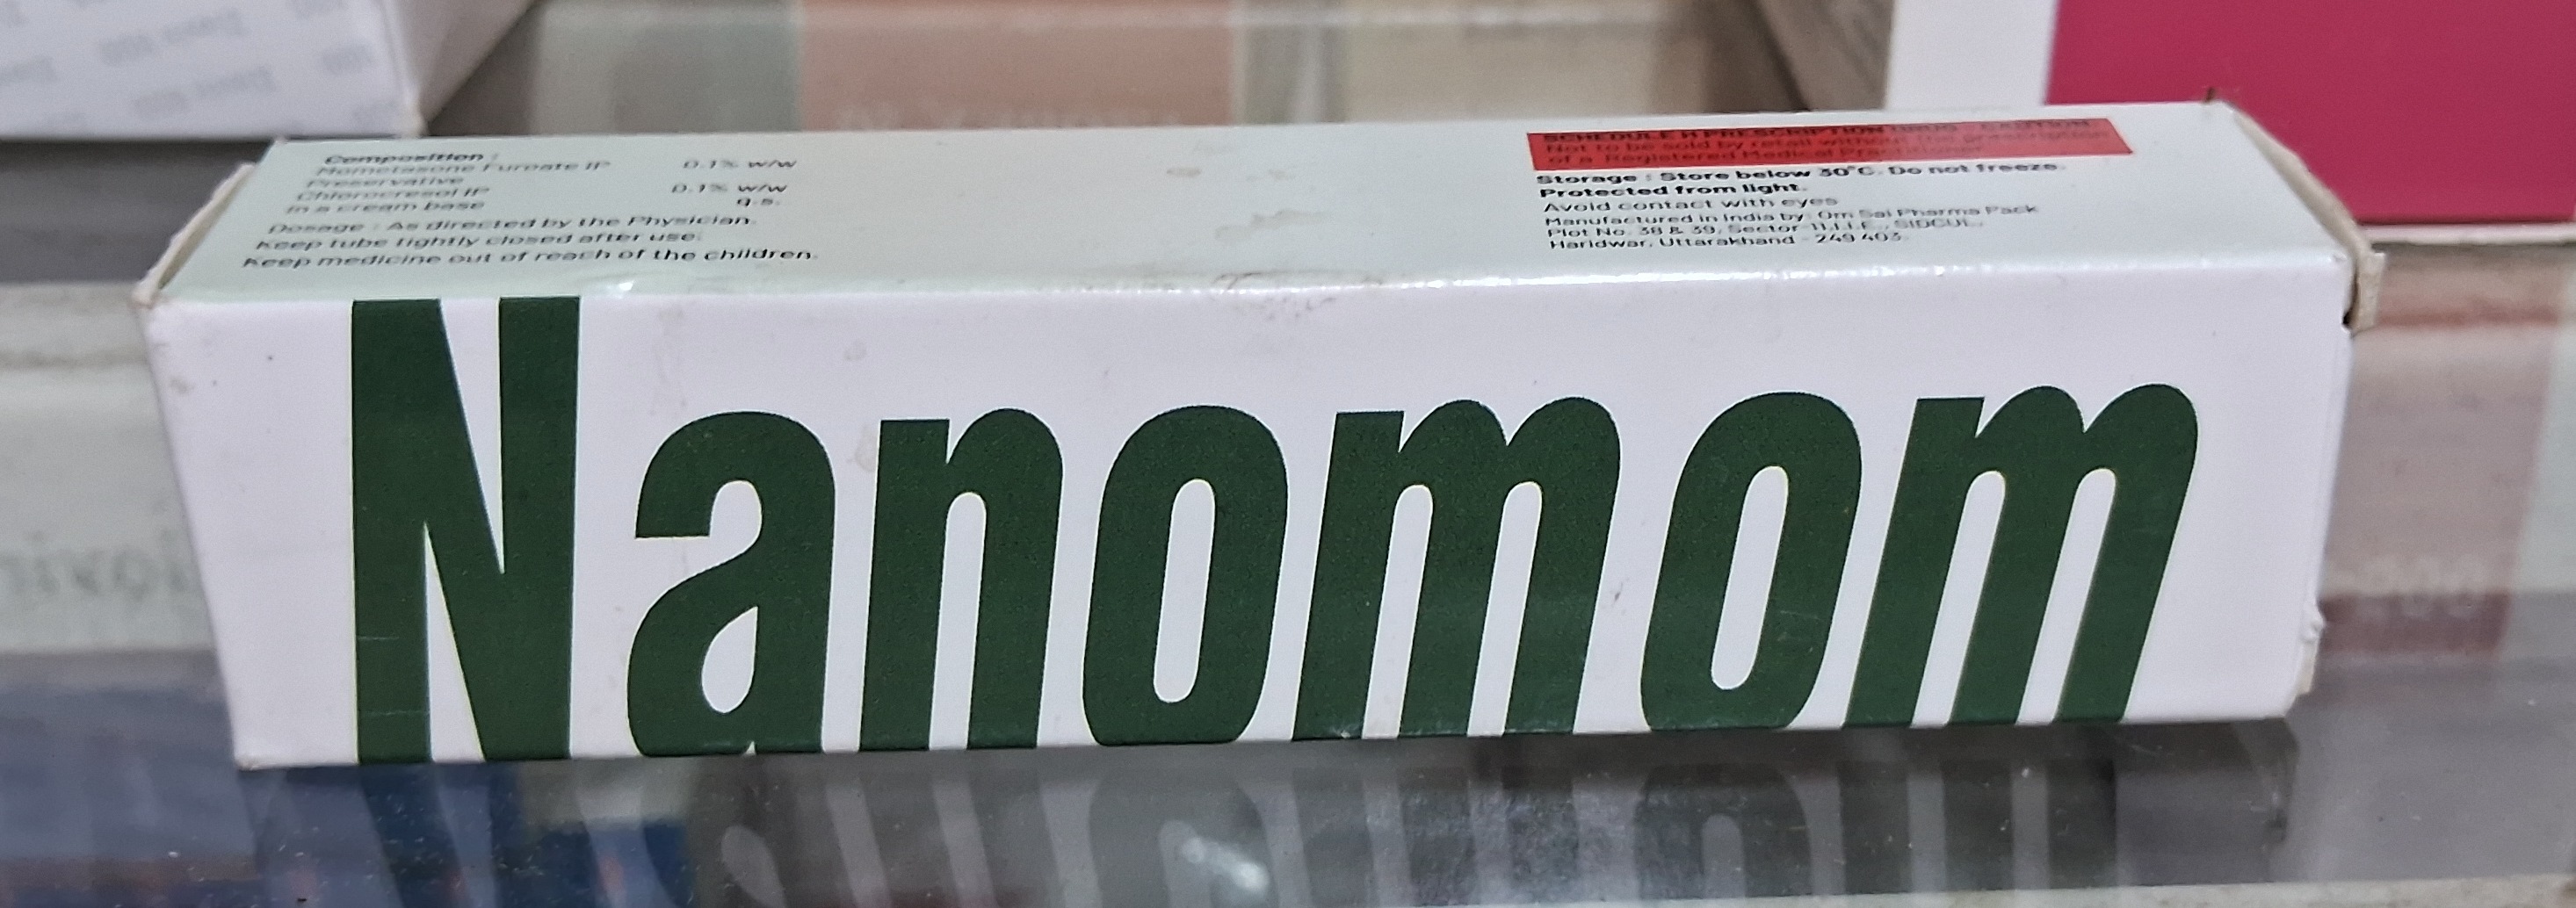 Composition :
Mometasone Furoate IP 0.1% w/w
Preservative
Chlorocresol IP 0.1% w/w
In a cream base q.s.
Dosage : As directed by the Physician.
Keep tube tightly closed after use.
Keep medicine out of reach of the children.
SCHEDULE H PRESCRIPTION DRUG - CAUTION
Not to be sold by retail without the prescription
of a Registered Medical Practitioner
Storage : Store below 30°C. Do not freeze.
Protected from light.
Avoid contact with eyes
Manufactured in India by: Om Sai Pharma Pack
Plot No. 38 & 39, Sector-11,I.I.E., SIDCUL,
Haridwar, Uttarakhand - 249 403.
Nanomom